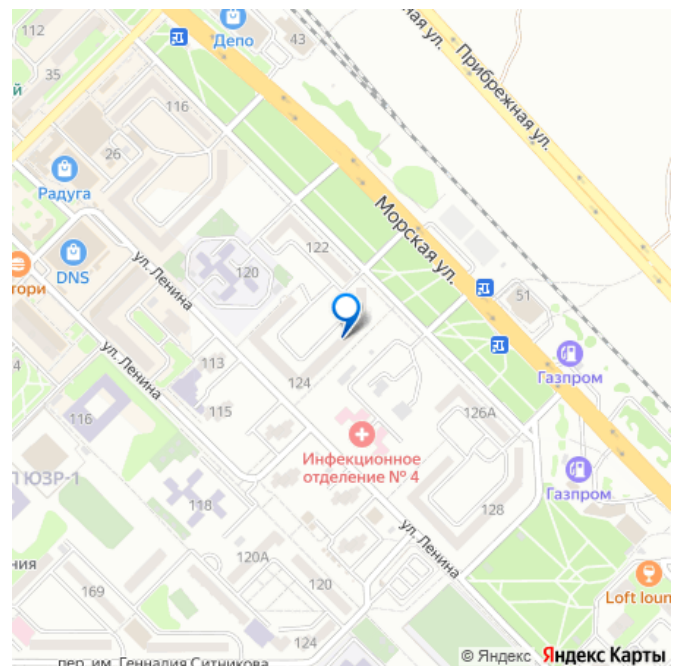 112
43
Депо
35
й
116
26
Радуга
ная ул.
Прибрежная ул.
Морская ул.
122
120
DNS
тори
ул. Ленина
51
Газпром
113
124
115
ул. Ленина
4
116
126А
Инфекционное
отделение № 4
П ЮЗР-1
Газпром
118
128
ул. Ленина
120А
ния
169
120
Loft loun
124
пер. им. Геннадия Ситникова
© Яндекс Яндекс Карты